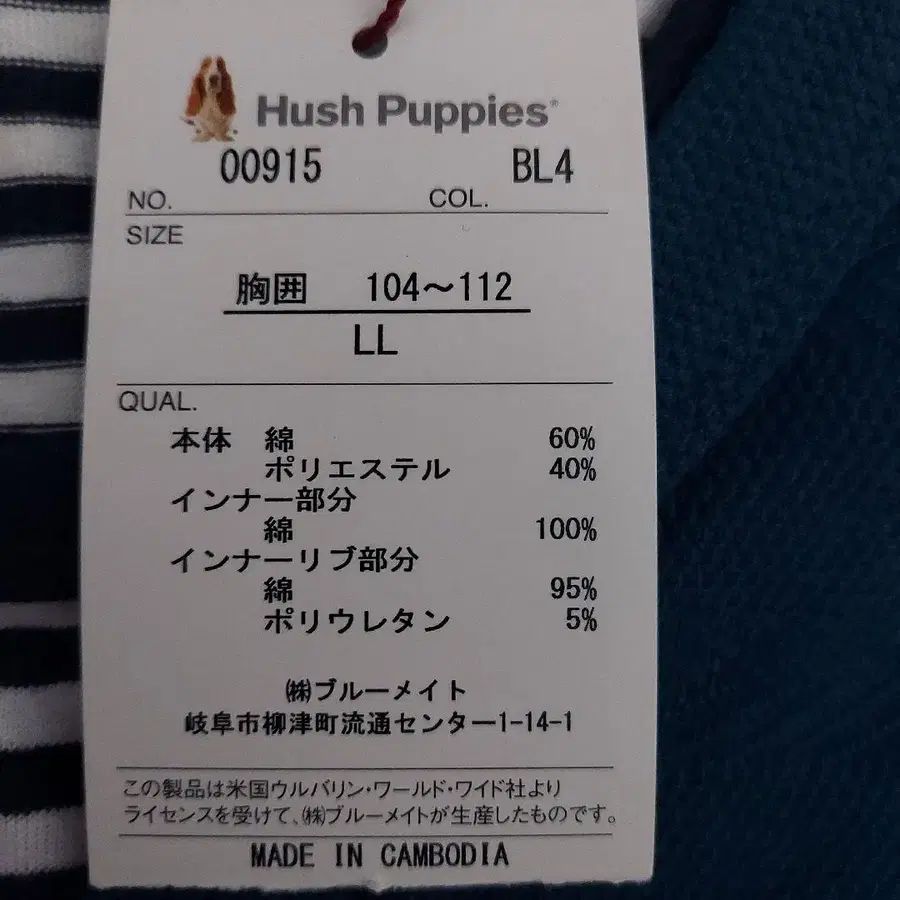 Hush Puppies®
00915 BL4
NO. COL.
SIZE
胸囲 104～112
LL
QUAL.
本体 綿 60%
ポリエステル 40%
インナー部分
綿 100%
インナーリブ部分
綿 95%
ポリウレタン 5%
㈱ブルーメイト
岐阜市柳津町流通センター1-14-1
この製品は米国ウルバリン・ワールド・ワイド社より
ライセンスを受けて、㈱ブルーメイトが生産したものです。
MADE IN CAMBODIA